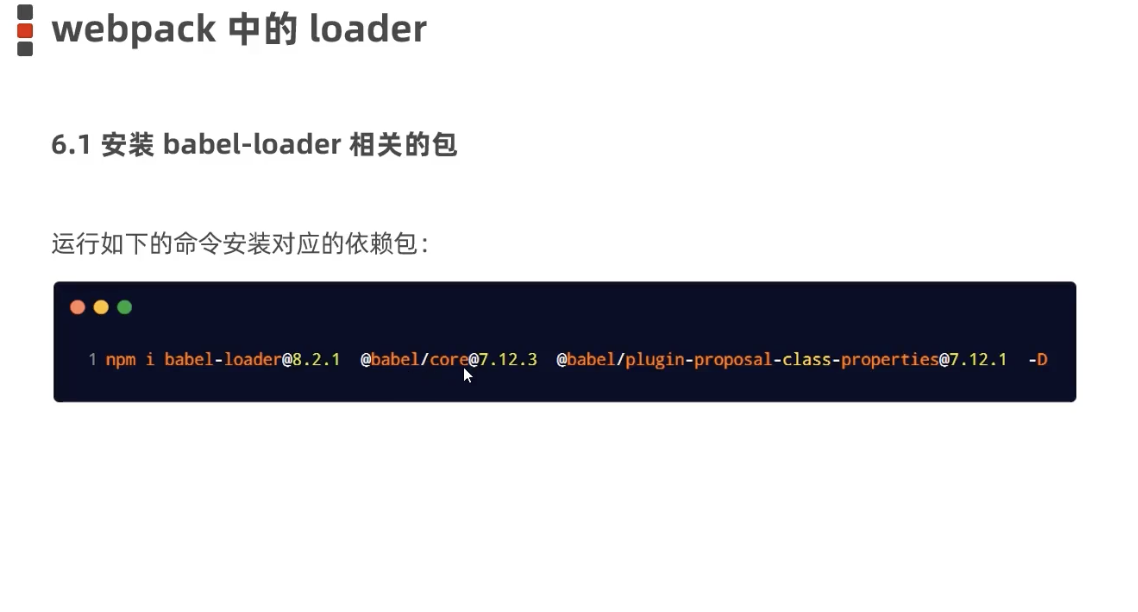 webpack 中的 loader
6.1 安装 babel-loader 相关的包
运行如下的命令安装对应的依赖包：
1 npm i babel-loader@8.2.1  @babel/core@7.12.3  @babel/plugin-proposal-class-properties@7.12.1  -D